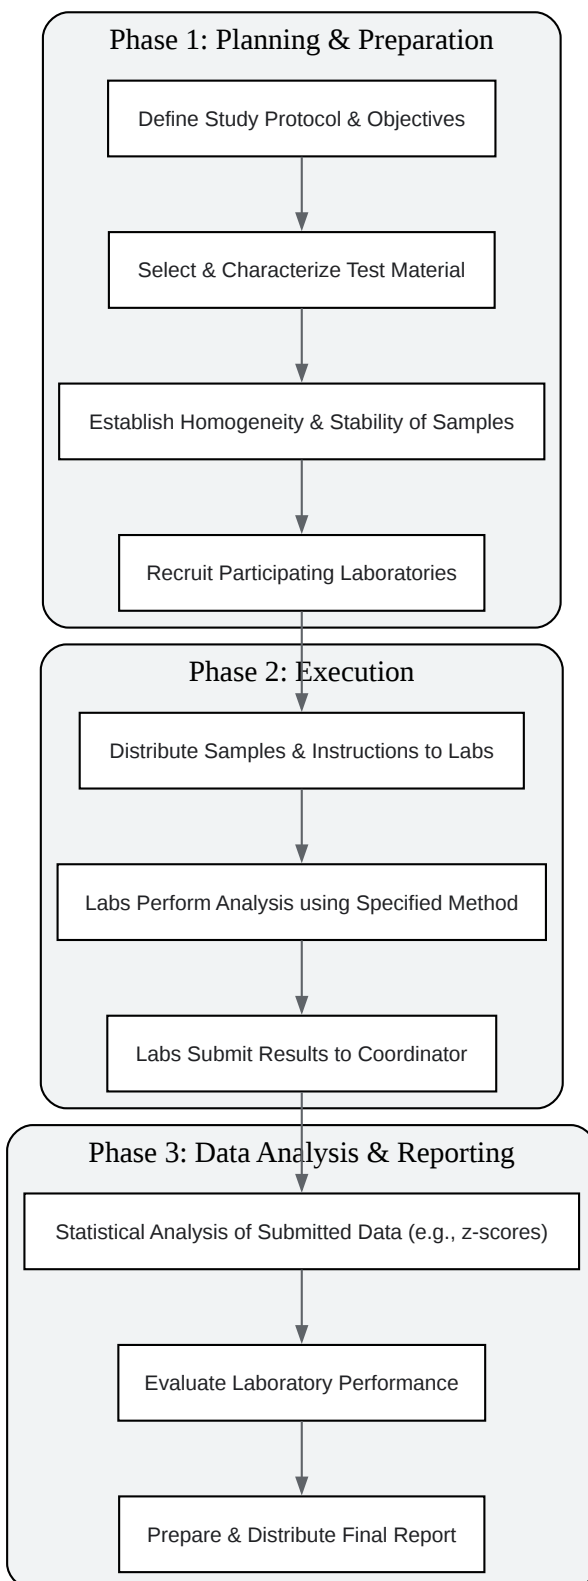 Phase 1: Planning & Preparation
Define Study Protocol & Objectives
Select & Characterize Test Material
Establish Homogeneity & Stability of Samples
Recruit Participating Laboratories
Phase 2: Execution
Distribute Samples & Instructions to Labs
Labs Perform Analysis using Specified Method
Labs Submit Results to Coordinator
Phase 3: Data Analysis & Reporting
Statistical Analysis of Submitted Data (e.g., z-scores)
Evaluate Laboratory Performance
Prepare & Distribute Final Report